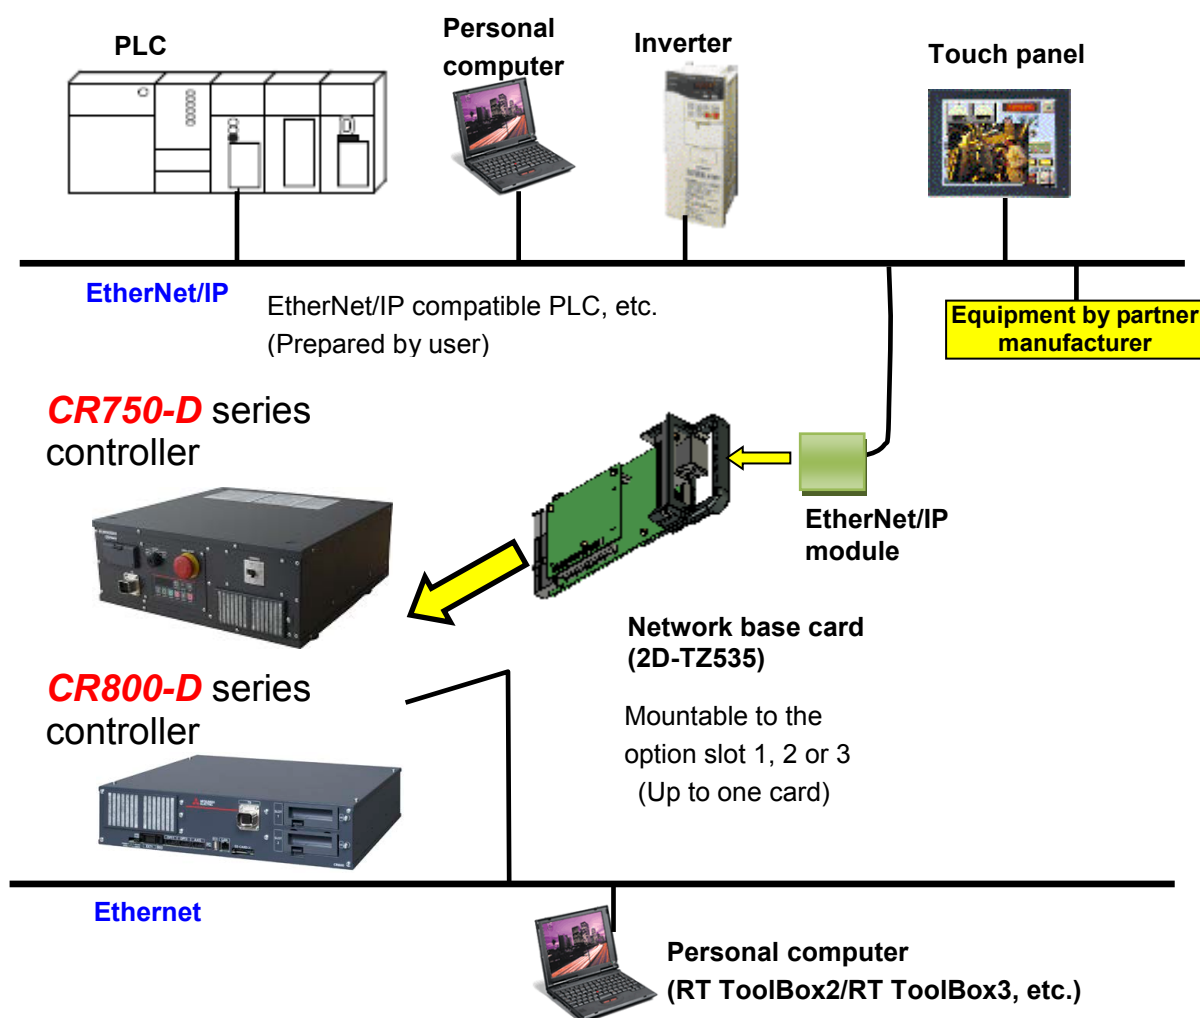 PLC
Personal
computer
Inverter
Touch panel
EtherNet/IP
EtherNet/IP compatible PLC, etc.
(Prepared by user)
Equipment by partner
manufacturer
CR750-D series
controller
EtherNet/IP
module
Network base card
(2D-TZ535)
CR800-D series
controller
Mountable to the
option slot 1, 2 or 3
(Up to one card)
Ethernet
Personal computer
(RT ToolBox2/RT ToolBox3, etc.)